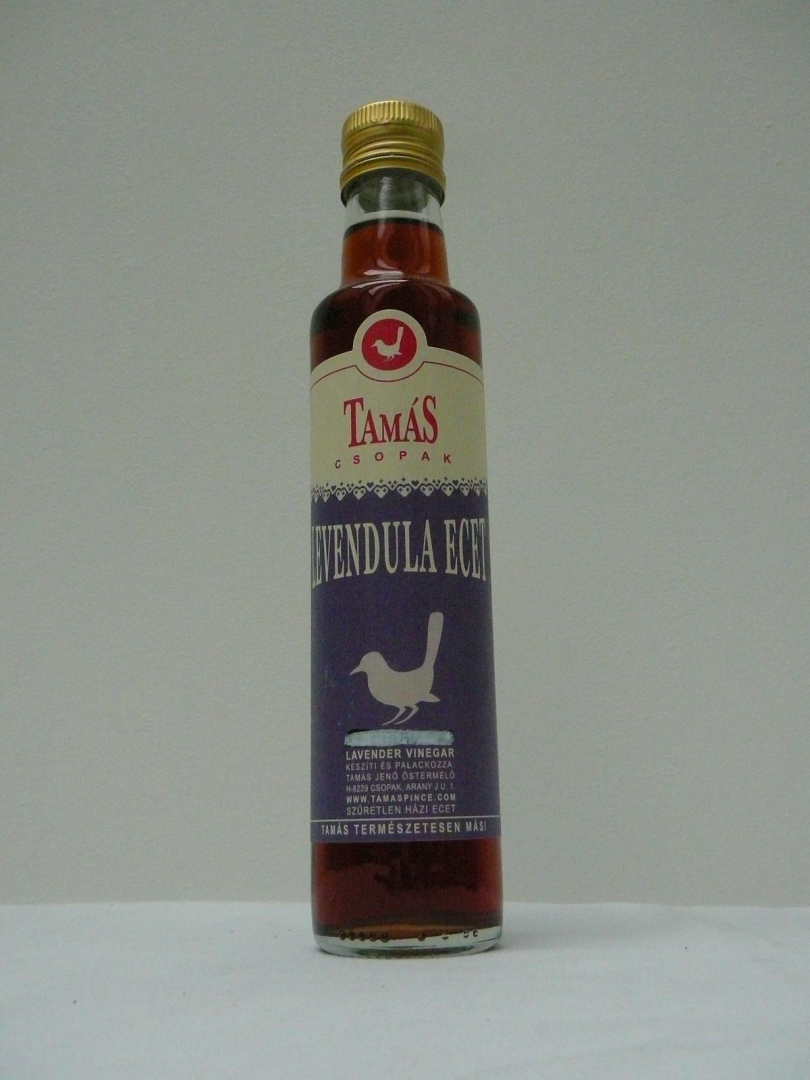 TAMÁS
CSOPAK
LEVENDULA ECET
LAVENDER VINEGAR
KÉSZÍTI ÉS PALACKOZZA:
TAMÁS JENŐ ŐSTERMELŐ
H-8229 CSOPAK, ARANY J.U. 1.
WWW.TAMASPINCE.COM
SZŰRETLEN HÁZI ECET
TAMÁS TERMÉSZETESEN MÁS!